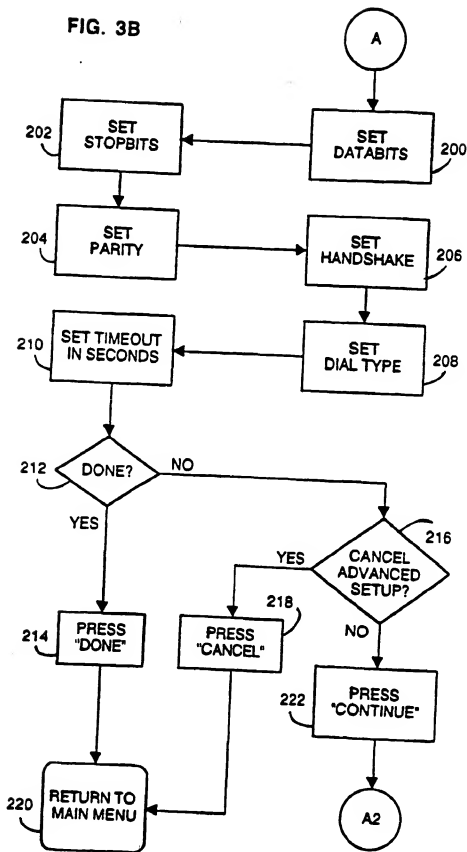 FIG. 3B
A
202
SET
STOPBITS
SET
DATABITS
200
204
SET
PARITY
SET
HANDSHAKE
206
210
SET TIMEOUT
IN SECONDS
SET
DIAL TYPE
208
212
DONE?
NO
YES
216
CANCEL
ADVANCED
SETUP?
YES
NO
214
PRESS
"DONE"
218
PRESS
"CANCEL"
222
PRESS
"CONTINUE"
220
RETURN TO
MAIN MENU
A2